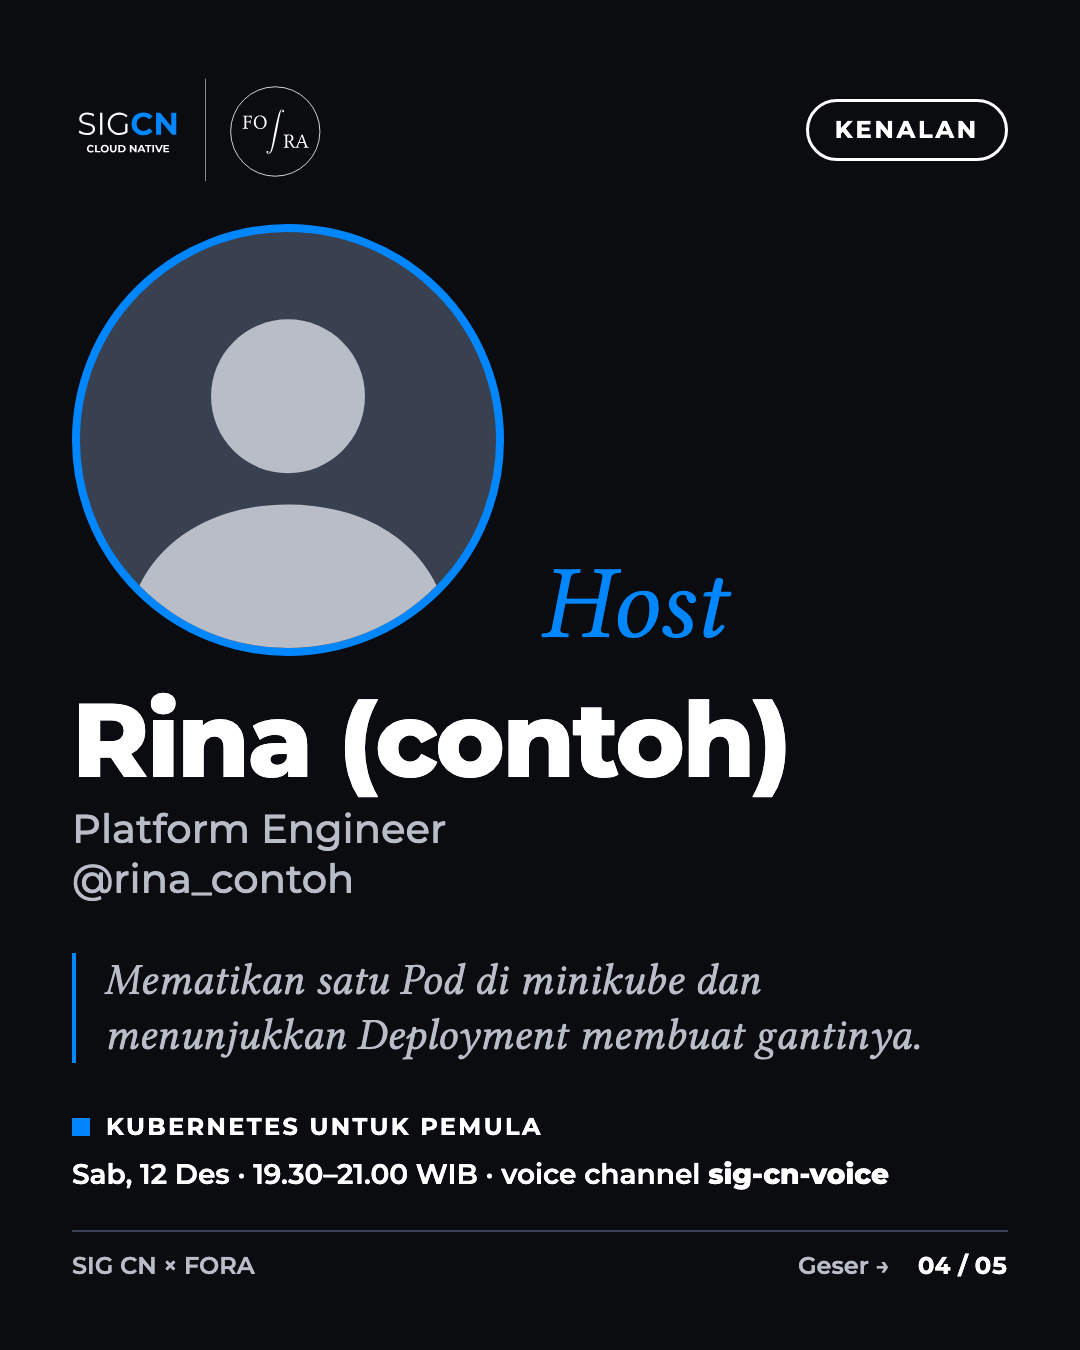 SIGCN
CLOUD NATIVE
FO RA
KENALAN
Host
Rina (contoh)
Platform Engineer
@rina_contoh
Mematikan satu Pod di minikube dan
menunjukkan Deployment membuat gantinya.
KUBERNETES UNTUK PEMULA
Sab, 12 Des · 19.30–21.00 WIB · voice channel sig-cn-voice
SIG CN × FORA
Geser → 04 / 05